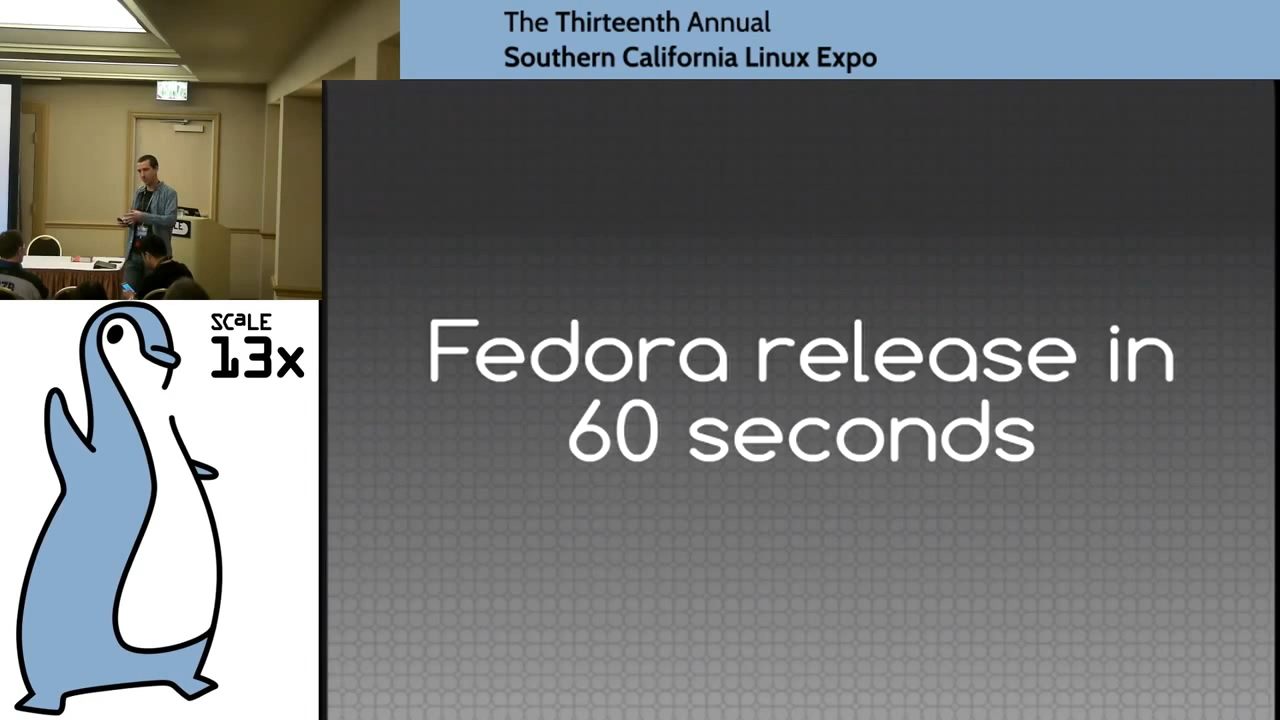 The Thirteenth Annual
Southern California Linux Expo
SCaLE
13x
Fedora release in
60 seconds